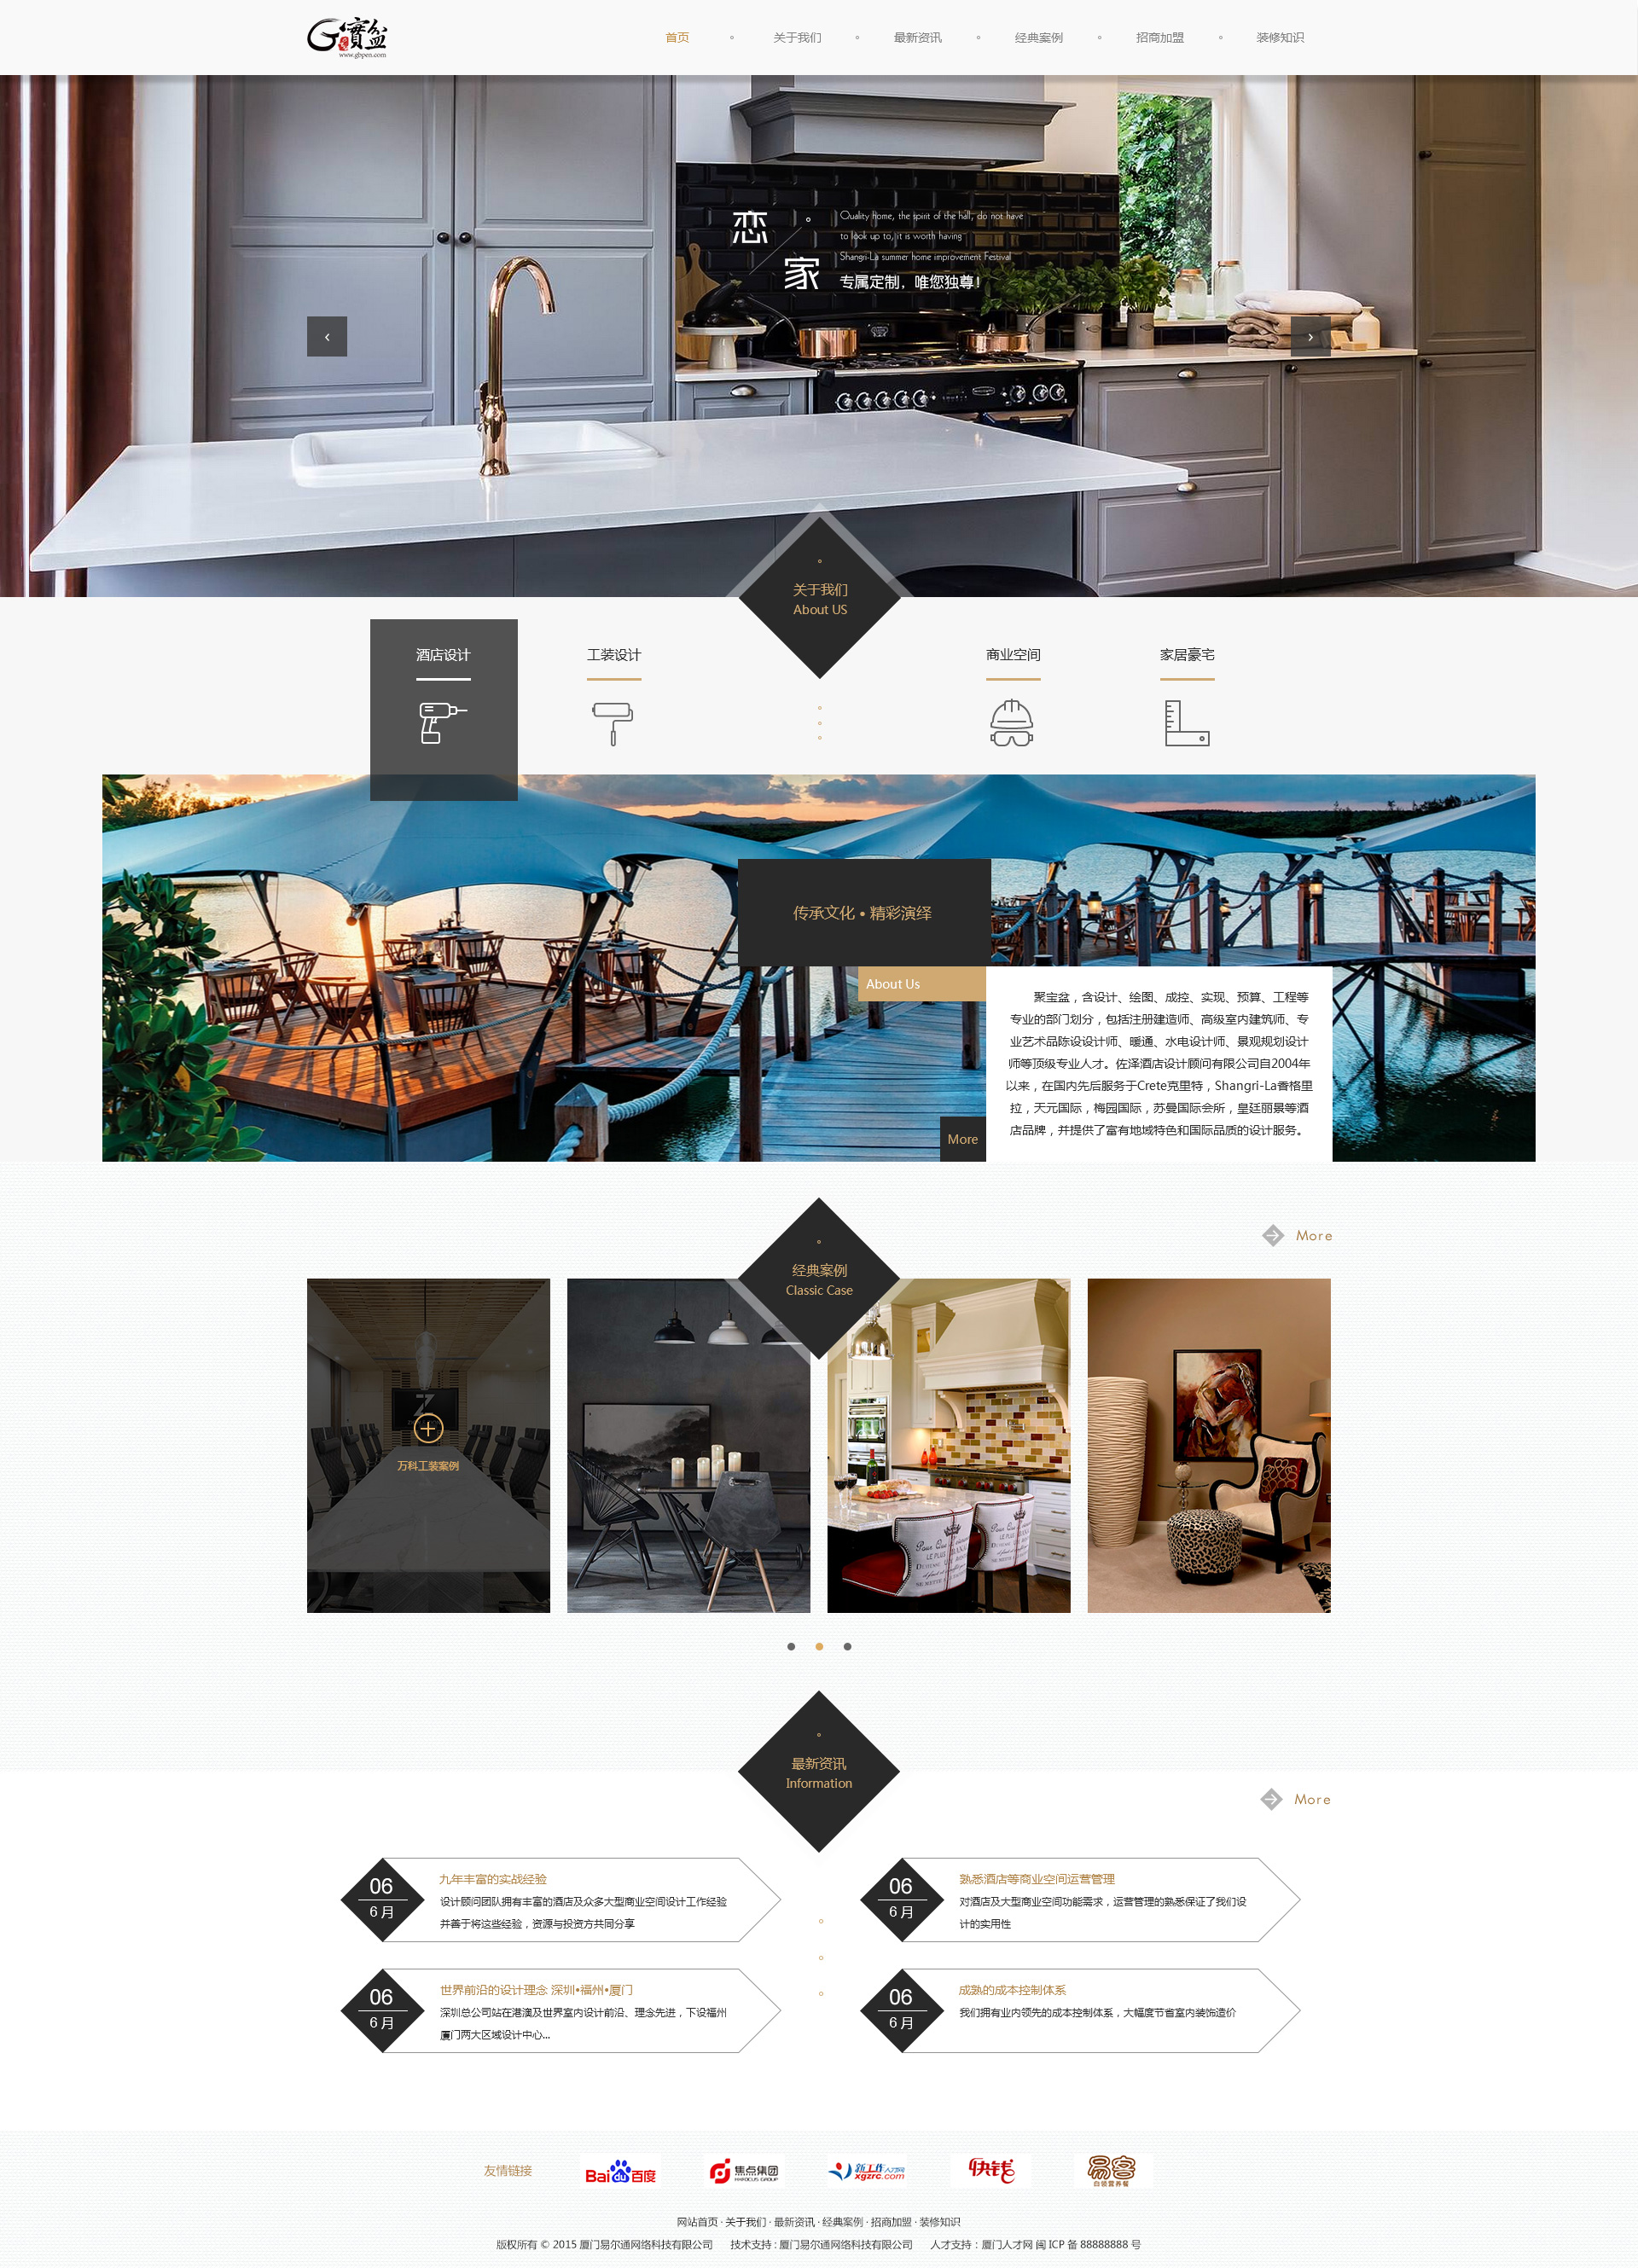 G寶盆
www.gbpen.com
首页 关于我们 最新资讯 经典案例 招商加盟 装修知识
恋家
Quality home, the spirit of the hall, do not have
to look up to, it is worth having
Shangri-La summer home improvement Festival
专属定制，唯您独尊！
关于我们
About US
酒店设计 工装设计 商业空间 家居豪宅
传承文化 • 精彩演绎
About Us
聚宝盆，含设计、绘图、成控、实现、预算、工程等
专业的部门划分，包括注册建造师、高级室内建筑师、专
业艺术品陈设设计师、暖通、水电设计师、景观规划设计
师等顶级专业人才。佐泽酒店设计顾问有限公司自2004年
以来，在国内先后服务于Crete克里特，Shangri-La香格里
拉，天元国际，梅园国际，苏曼国际会所，皇廷丽景等酒
店品牌，并提供了富有地域特色和国际品质的设计服务。
More
经典案例
Classic Case
More
万科工装案例
最新资讯
Information
More
06
6 月
九年丰富的实战经验
设计顾问团队拥有丰富的酒店及众多大型商业空间设计工作经验
并善于将这些经验，资源与投资方共同分享
06
6 月
熟悉酒店等商业空间运营管理
对酒店及大型商业空间功能需求，运营管理的熟悉保证了我们设
计的实用性
06
6 月
世界前沿的设计理念 深圳•福州•厦门
深圳总公司站在港澳及世界室内设计前沿、理念先进，下设福州
厦门两大区域设计中心...
06
6 月
成熟的成本控制体系
我们拥有业内领先的成本控制体系，大幅度节省室内装饰造价
友情链接
Bai du 百度
焦点集团
新工作 人才网
xgzrc.com
快钱
易客
白领营养餐
网站首页 · 关于我们 · 最新资讯 · 经典案例 · 招商加盟 · 装修知识
版权所有 © 2015 厦门易尔通网络科技有限公司 技术支持 : 厦门易尔通网络科技有限公司 人才支持 : 厦门人才网 闽 ICP 备 88888888 号